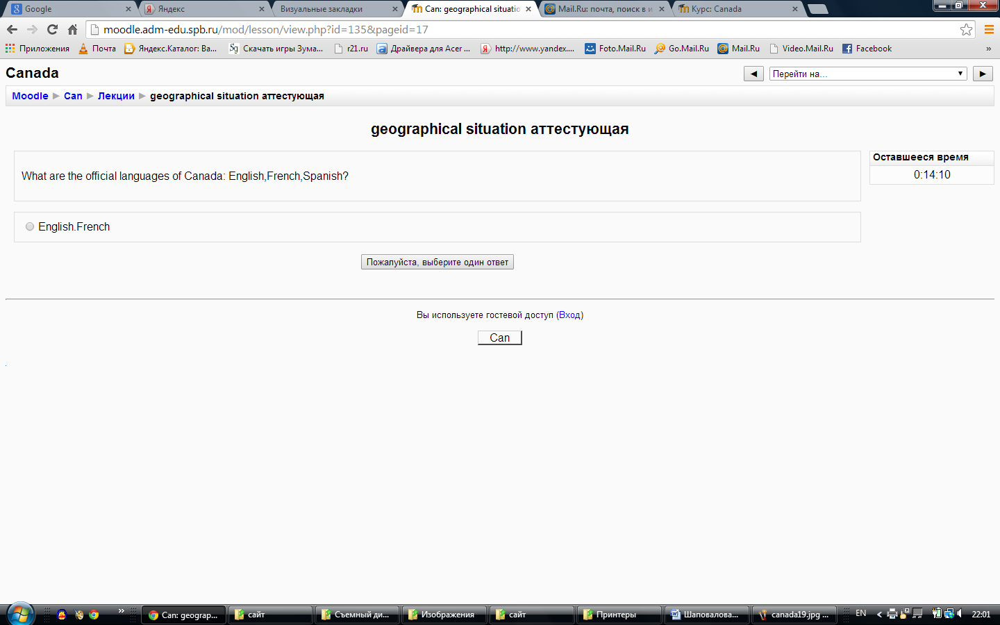 Google
Яндекс
Визуальные закладки
Can: geographical situatio
Mail.Ru: почта, поиск в и
Курс: Canada
moodle.adm-edu.spb.ru/mod/lesson/view.php?id=135&pageid=17
Приложения
Почта
Яндекс.Каталог: Ва...
Скачать игры Зума...
r21.ru
Драйвера для Acer ...
http://www.yandex....
Foto.Mail.Ru
Go.Mail.Ru
Mail.Ru
Video.Mail.Ru
Facebook
»
Canada
◄
Перейти на...
►
Moodle ► Can ► Лекции ► geographical situation аттестующая
geographical situation аттестующая
What are the official languages of Canada: English,French,Spanish?
Оставшееся время
0:14:10
English.French
Пожалуйста, выберите один ответ
Вы используете гостевой доступ (Вход)
Can
»
Can: geograp...
сайт
Съемный ди...
Изображения
сайт
Принтеры
Шаповалова...
canada19.jpg ...
EN
22:01